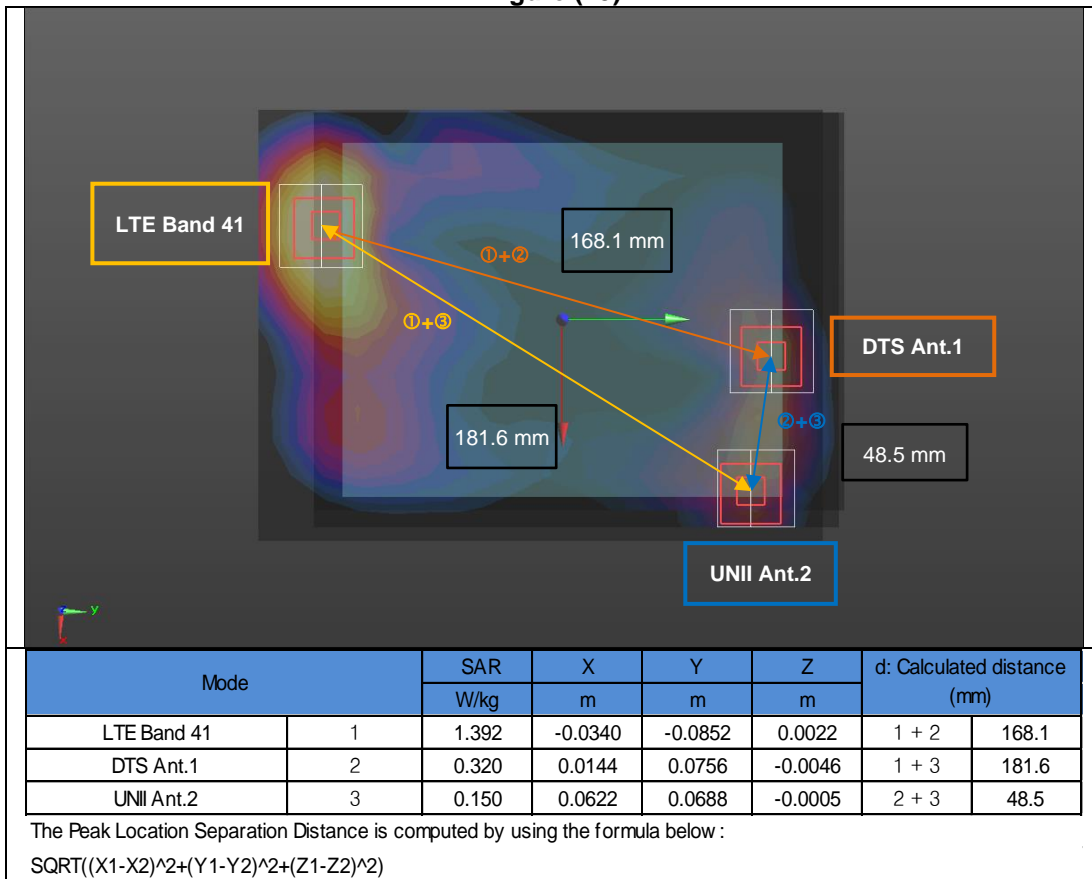 LTE Band 41
168.1 mm
①+②
①+③
DTS Ant.1
②+③
181.6 mm
48.5 mm
UNII Ant.2
y
x
Mode SAR X Y Z d: Calculated distance (mm)
W/kg m m m
LTE Band 41 1 1.392 -0.0340 -0.0852 0.0022 1 + 2 168.1
DTS Ant.1 2 0.320 0.0144 0.0756 -0.0046 1 + 3 181.6
UNII Ant.2 3 0.150 0.0622 0.0688 -0.0005 2 + 3 48.5
The Peak Location Separation Distance is computed by using the formula below :
SQRT((X1-X2)^2+(Y1-Y2)^2+(Z1-Z2)^2)